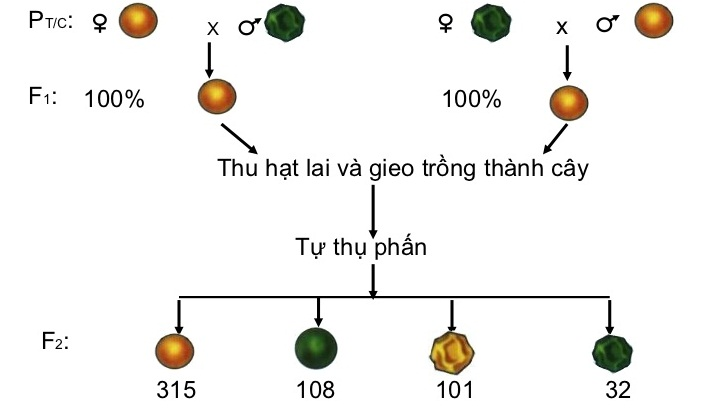 PT/C: ♀ x ♂ ♀ x ♂
F1: 100% 100%
Thu hạt lai và gieo trồng thành cây
Tự thụ phấn
F2:
315 108 101 32